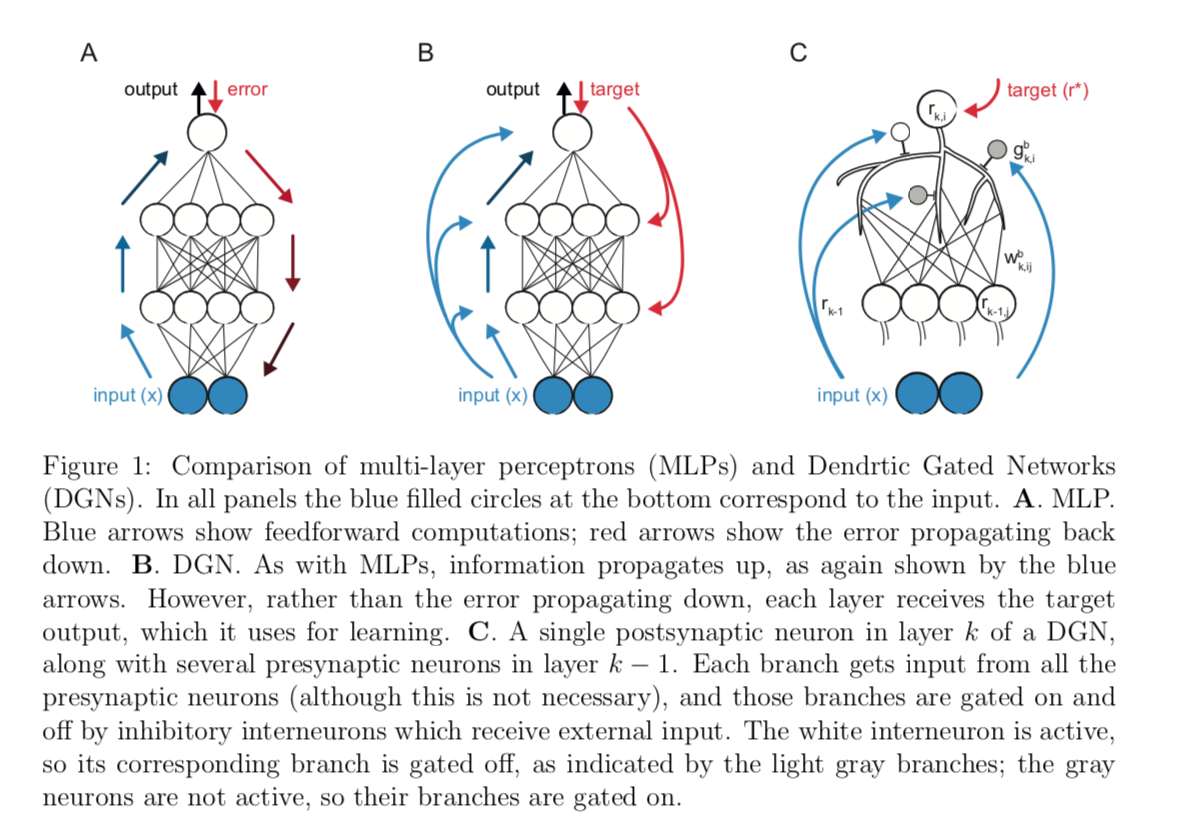 A
B
C
output
error
input (x)
output
target
input (x)
target (r*)
r_{k,i}
g^b_{k,i}
w^b_{k,ij}
r_{k-1}
r_{k-1,j}
input (x)
Figure 1: Comparison of multi-layer perceptrons (MLPs) and Dendrtic Gated Networks
(DGNs). In all panels the blue filled circles at the bottom correspond to the input. A. MLP.
Blue arrows show feedforward computations; red arrows show the error propagating back
down. B. DGN. As with MLPs, information propagates up, as again shown by the blue
arrows. However, rather than the error propagating down, each layer receives the target
output, which it uses for learning. C. A single postsynaptic neuron in layer k of a DGN,
along with several presynaptic neurons in layer k − 1. Each branch gets input from all the
presynaptic neurons (although this is not necessary), and those branches are gated on and
off by inhibitory interneurons which receive external input. The white interneuron is active,
so its corresponding branch is gated off, as indicated by the light gray branches; the gray
neurons are not active, so their branches are gated on.